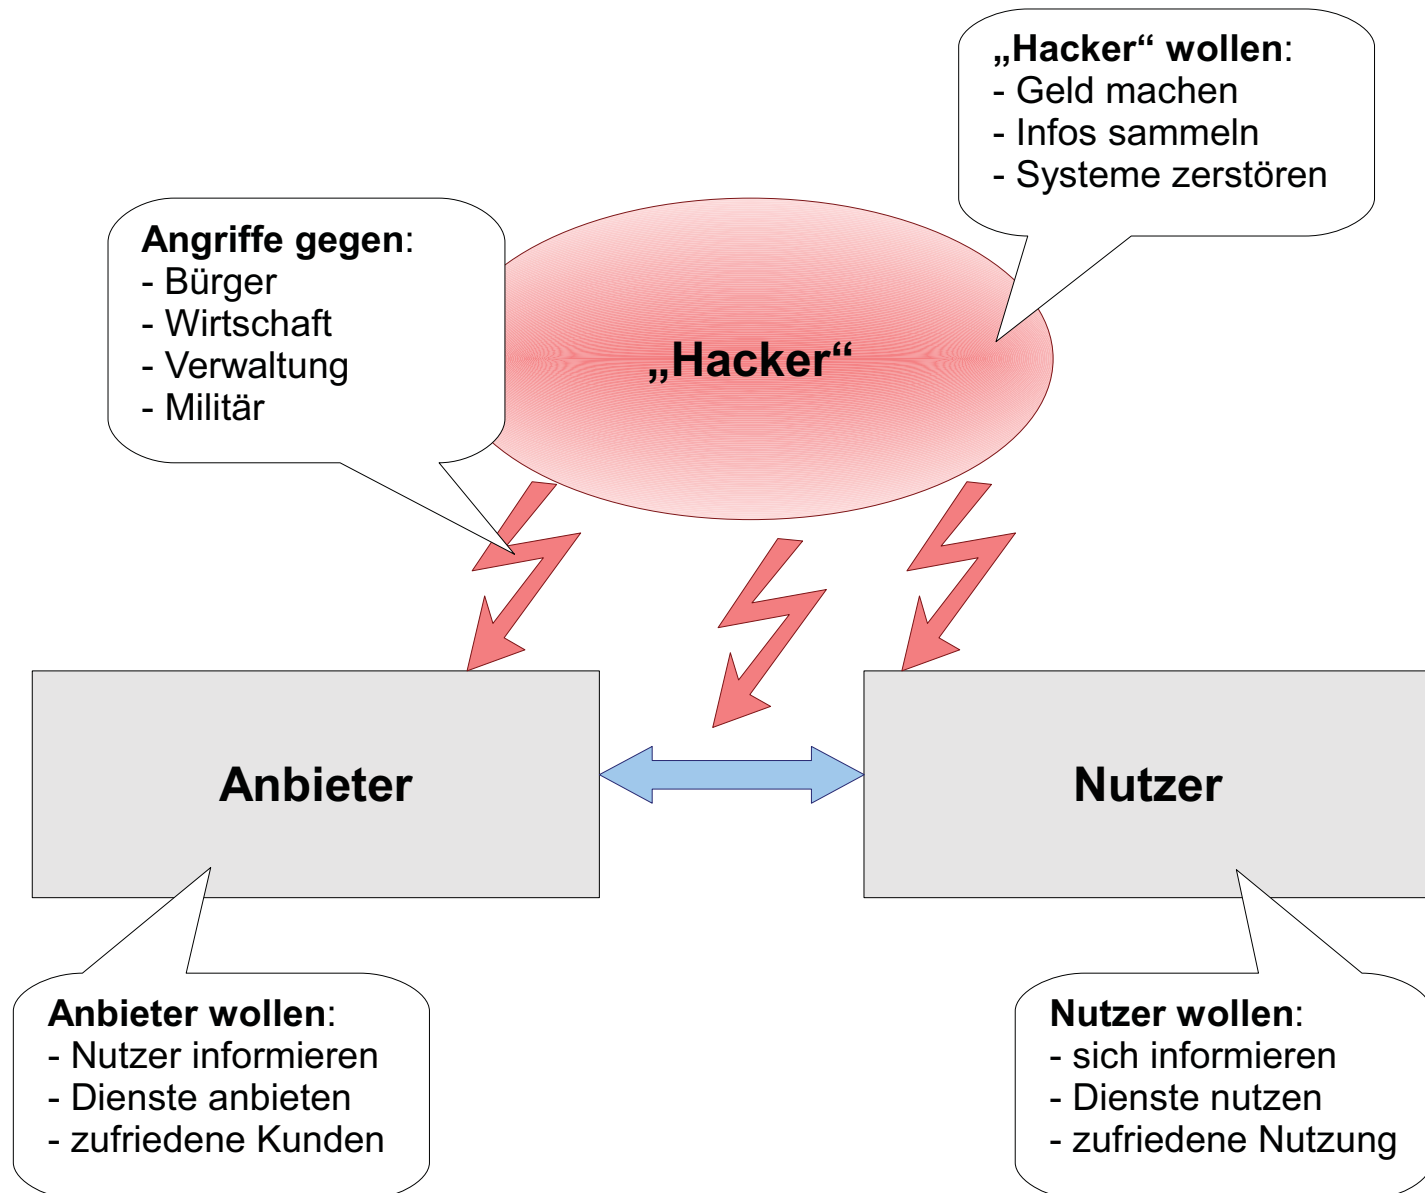 „Hacker“ wollen:
- Geld machen
- Infos sammeln
- Systeme zerstören
Angriffe gegen:
- Bürger
- Wirtschaft
- Verwaltung
- Militär
„Hacker“
Anbieter
Nutzer
Anbieter wollen:
- Nutzer informieren
- Dienste anbieten
- zufriedene Kunden
Nutzer wollen:
- sich informieren
- Dienste nutzen
- zufriedene Nutzung